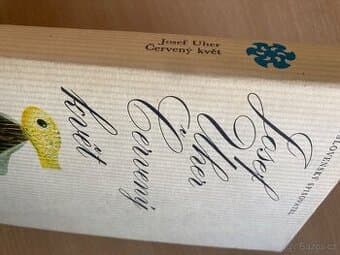 Josef Uher
Červený květ
SLOVENSKÝ SPISOVATEL
Josef
Uher
Červený
květ